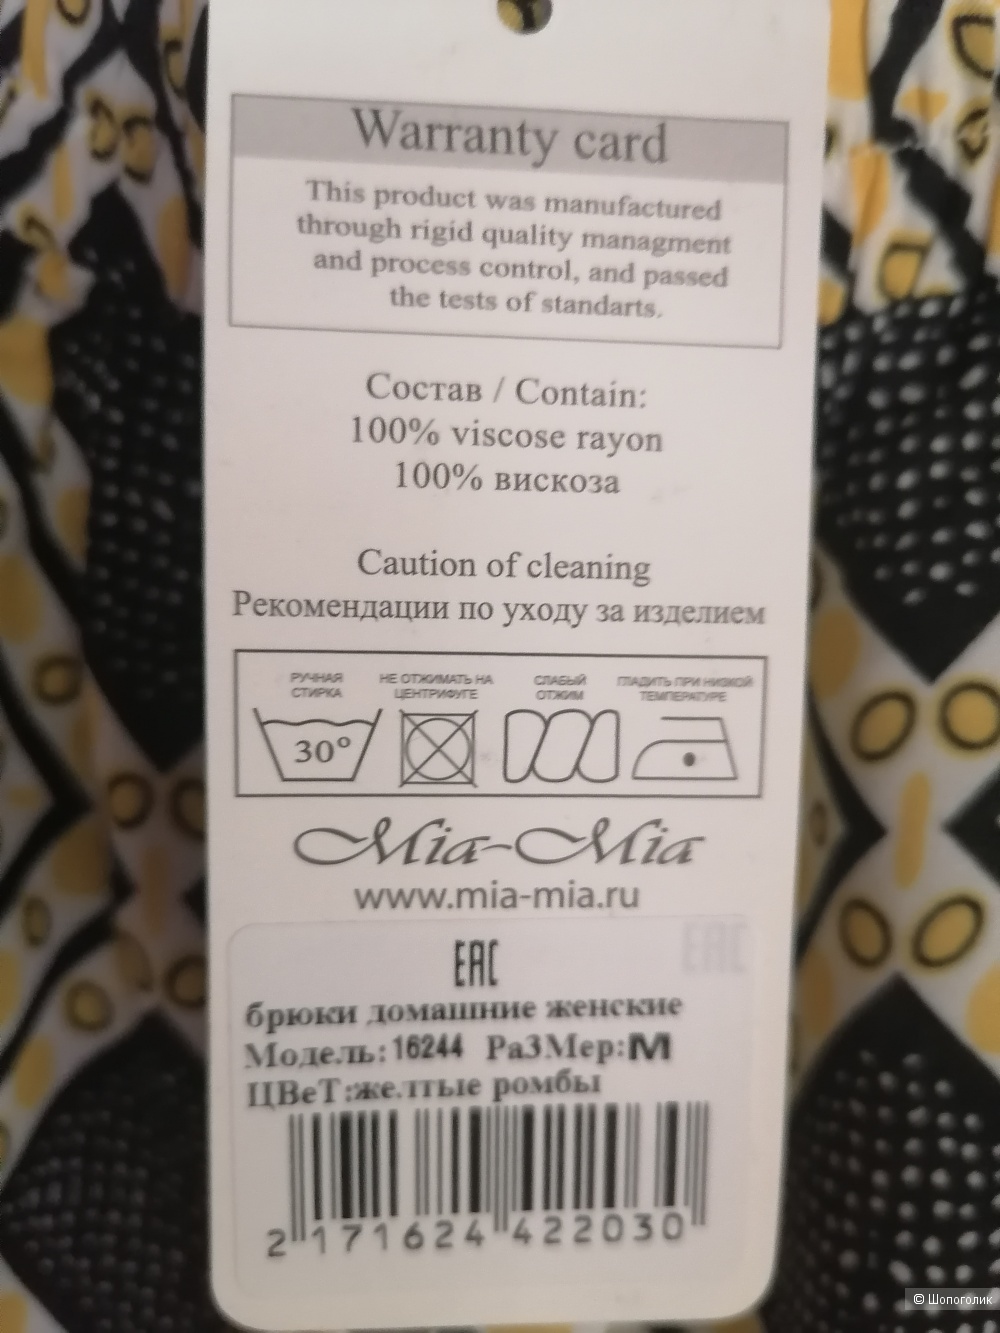 Warranty card
This product was manufactured
through rigid quality managment
and process control, and passed
the tests of standarts.
Состав / Contain:
100% viscose rayon
100% вискоза
Caution of cleaning
Рекомендации по уходу за изделием
РУЧНАЯ СТИРКА
НЕ ОТЖИМАТЬ НА ЦЕНТРИФУГЕ
СЛАБЫЙ ОТЖИМ
ГЛАДИТЬ ПРИ НИЗКОЙ ТЕМПЕРАТУРЕ
30°
Mia-Mia
www.mia-mia.ru
EAC
EAC
брюки домашние женские
Модель: 16244 РаЗМер:M
ЦВеТ:желтые ромбы
2 171624 422030
© Шопоголик